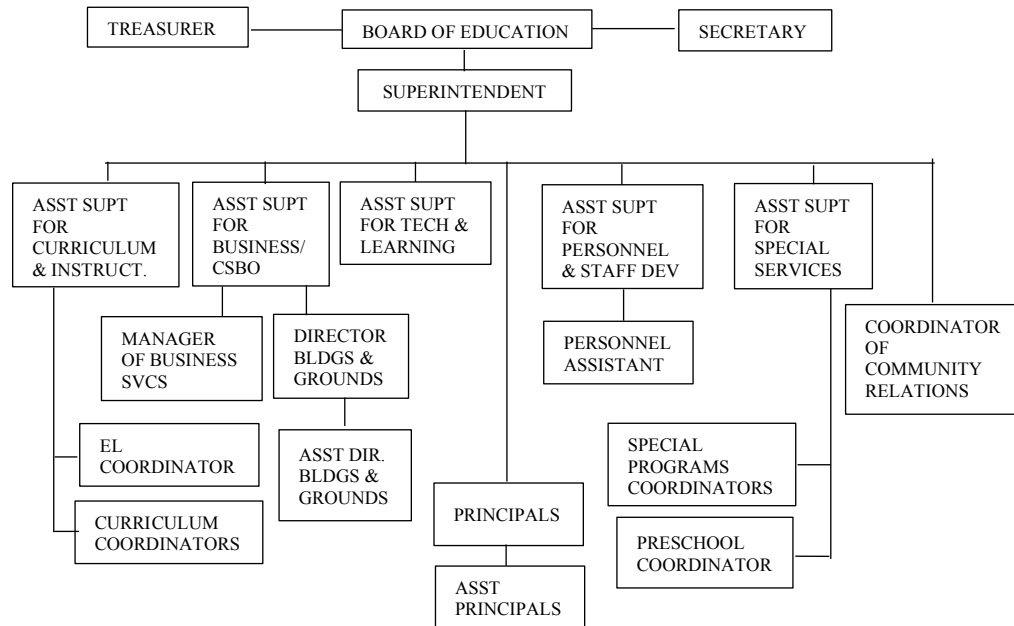 TREASURER
BOARD OF EDUCATION
SECRETARY
SUPERINTENDENT
ASST SUPT
FOR
CURRICULUM
& INSTRUCT.
ASST SUPT
FOR
BUSINESS/
CSBO
ASST SUPT
FOR TECH &
LEARNING
ASST SUPT
FOR
PERSONNEL
& STAFF DEV
ASST SUPT
FOR
SPECIAL
SERVICES
MANAGER
OF BUSINESS
SVCS
DIRECTOR
BLDGS &
GROUNDS
PERSONNEL
ASSISTANT
COORDINATOR
OF
COMMUNITY
RELATIONS
EL
COORDINATOR
ASST DIR.
BLDGS &
GROUNDS
SPECIAL
PROGRAMS
COORDINATORS
CURRICULUM
COORDINATORS
PRINCIPALS
PRESCHOOL
COORDINATOR
ASST
PRINCIPALS